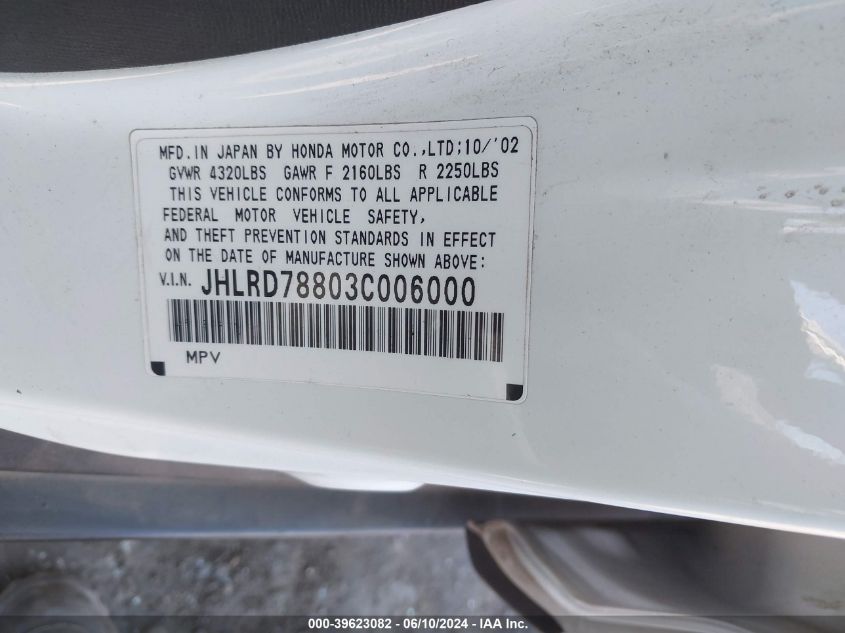 MFD.IN JAPAN BY HONDA MOTOR CO.,LTD;10/'02
GVWR 4320LBS GAWR F 2160LBS R 2250LBS
THIS VEHICLE CONFORMS TO ALL APPLICABLE
FEDERAL MOTOR VEHICLE SAFETY,
AND THEFT PREVENTION STANDARDS IN EFFECT
ON THE DATE OF MANUFACTURE SHOWN ABOVE:
V.I.N. JHLRD78803C006000
MPV
000-39623082 - 06/10/2024 - IAA Inc.